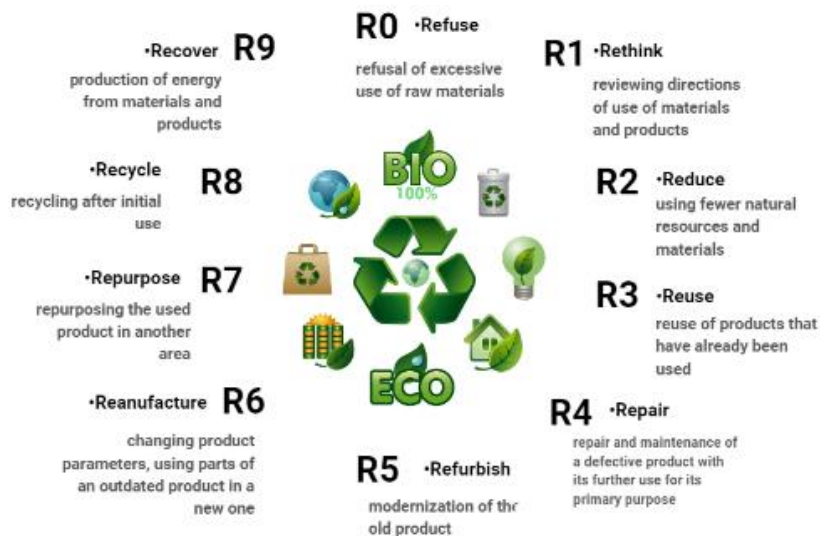 R0 •Refuse
refusal of excessive
use of raw materials
R1 •Rethink
reviewing directions
of use of materials
and products
R2 •Reduce
using fewer natural
resources and
materials
R3 •Reuse
reuse of products that
have already been
used
R4 •Repair
repair and maintenance of
a defective product with
its further use for its
primary purpose
R5 •Refurbish
modernization of the
old product
•Reanufacture R6
changing product
parameters, using parts of
an outdated product in a
new one
•Repurpose R7
repurposing the used
product in another
area
•Recycle R8
recycling after initial
use
•Recover R9
production of energy
from materials and
products
BIO
100%
ECO